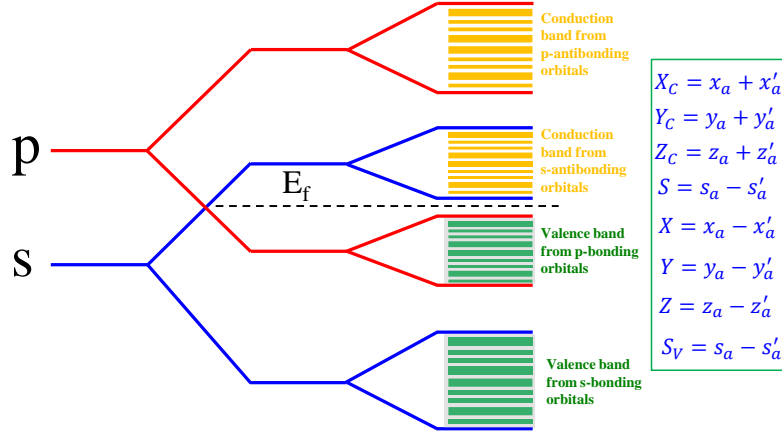 p
s
E_f
Conduction
band from
p-antibonding
orbitals
Conduction
band from
s-antibonding
orbitals
Valence band
from p-bonding
orbitals
Valence band
from s-bonding
orbitals
X_C = x_a + x'_a
Y_C = y_a + y'_a
Z_C = z_a + z'_a
S = s_a − s'_a
X = x_a − x'_a
Y = y_a − y'_a
Z = z_a − z'_a
S_V = s_a − s'_a